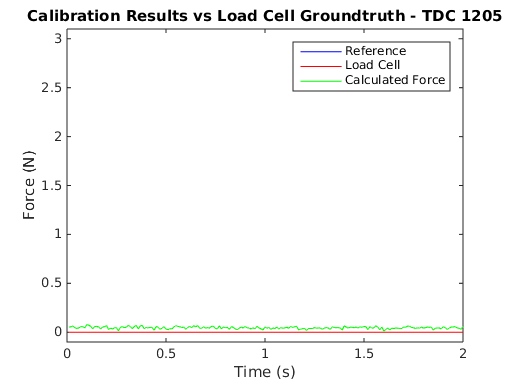 Calibration Results vs Load Cell Groundtruth - TDC 1205
Reference
Load Cell
Calculated Force
3
2.5
2
1.5
1
0.5
0
Force (N)
0
0.5
1
1.5
2
Time (s)